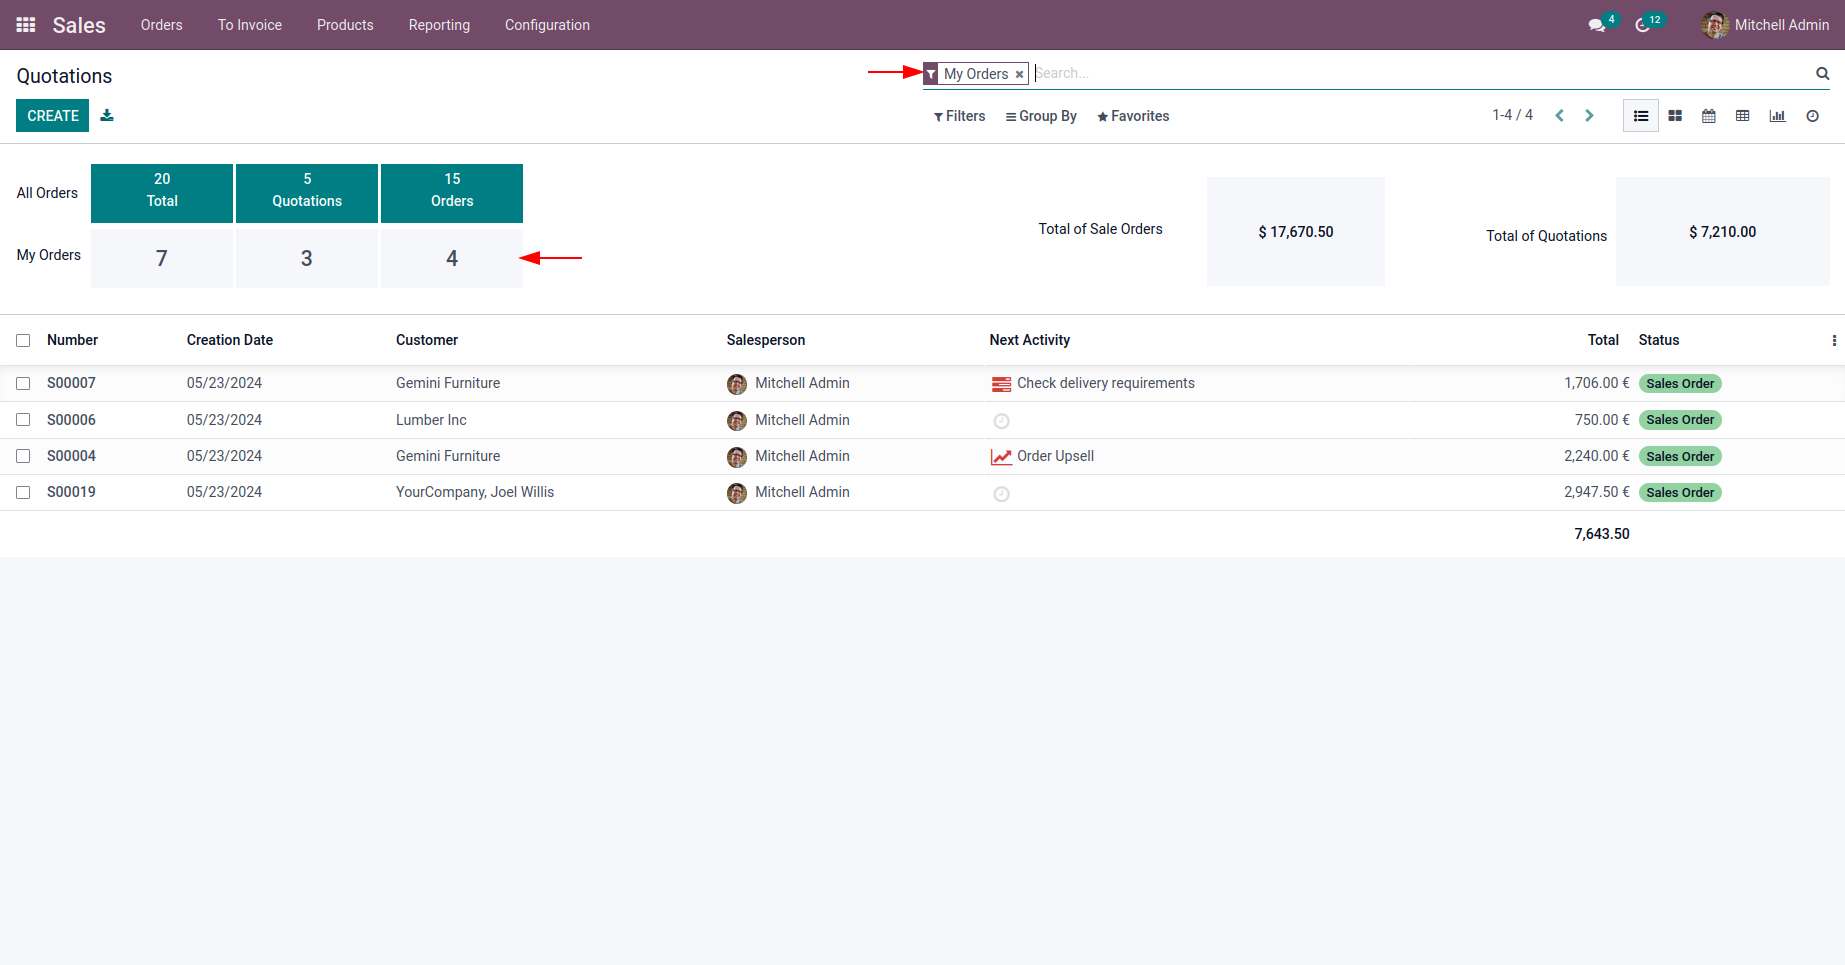 Sales Orders To Invoice Products Reporting Configuration 4 12 Mitchell Admin
Quotations
My Orders × Search...
CREATE
Filters Group By Favorites 1-4 / 4
All Orders
20 Total
5 Quotations
15 Orders
My Orders 7 3 4
Total of Sale Orders $ 17,670.50
Total of Quotations $ 7,210.00
Number Creation Date Customer Salesperson Next Activity Total Status
S00007 05/23/2024 Gemini Furniture Mitchell Admin Check delivery requirements 1,706.00 € Sales Order
S00006 05/23/2024 Lumber Inc Mitchell Admin 750.00 € Sales Order
S00004 05/23/2024 Gemini Furniture Mitchell Admin Order Upsell 2,240.00 € Sales Order
S00019 05/23/2024 YourCompany, Joel Willis Mitchell Admin 2,947.50 € Sales Order
7,643.50